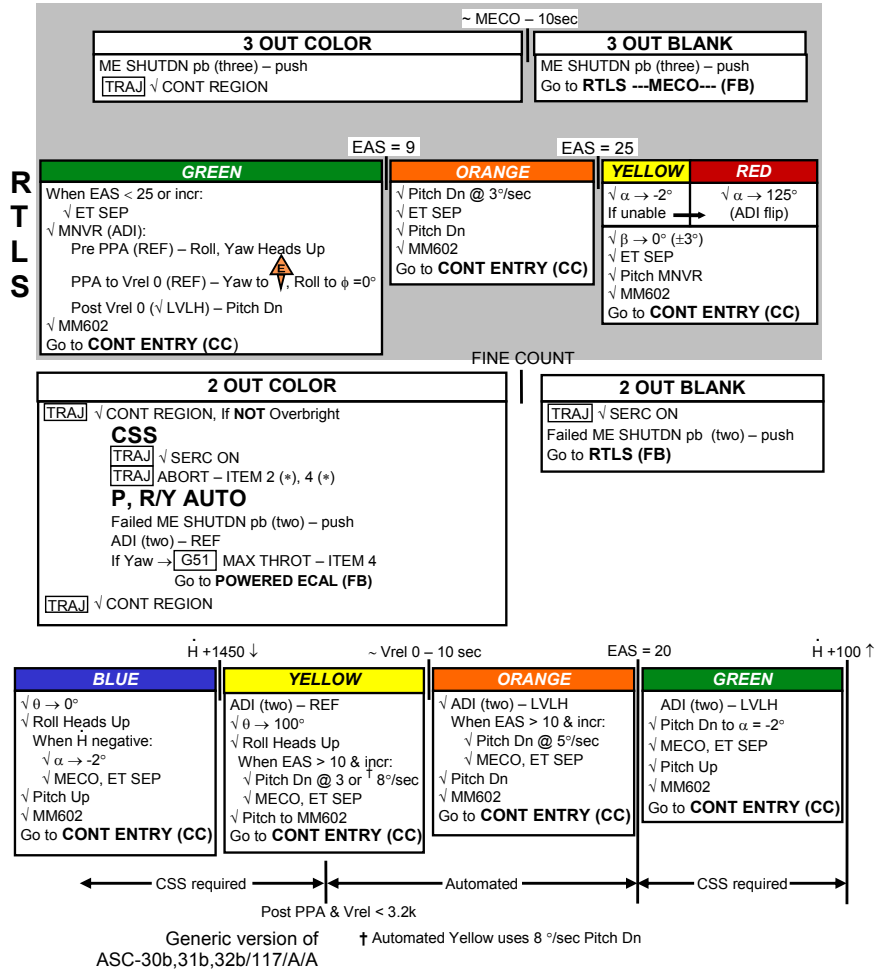 ~ MECO – 10sec
3 OUT COLOR
ME SHUTDN pb (three) – push
TRAJ √ CONT REGION
3 OUT BLANK
ME SHUTDN pb (three) – push
Go to RTLS ---MECO--- (FB)
RTLS
EAS = 9
EAS = 25
GREEN
When EAS < 25 or incr:
√ ET SEP
√ MNVR (ADI):
Pre PPA (REF) – Roll, Yaw Heads Up
E
PPA to Vrel 0 (REF) – Yaw to , Roll to ϕ =0°
Post Vrel 0 (√ LVLH) – Pitch Dn
√ MM602
Go to CONT ENTRY (CC)
ORANGE
√ Pitch Dn @ 3°/sec
√ ET SEP
√ Pitch Dn
√ MM602
Go to CONT ENTRY (CC)
YELLOW
RED
√ α → -2°
If unable →
√ α → 125°
(ADI flip)
√ β → 0° (±3°)
√ ET SEP
√ Pitch MNVR
√ MM602
Go to CONT ENTRY (CC)
FINE COUNT
2 OUT COLOR
TRAJ √ CONT REGION, If NOT Overbright
CSS
TRAJ √ SERC ON
TRAJ ABORT – ITEM 2 (∗), 4 (∗)
P, R/Y AUTO
Failed ME SHUTDN pb (two) – push
ADI (two) – REF
If Yaw → G51 MAX THROT – ITEM 4
Go to POWERED ECAL (FB)
TRAJ √ CONT REGION
2 OUT BLANK
TRAJ √ SERC ON
Failed ME SHUTDN pb (two) – push
Go to RTLS (FB)
Ḣ +1450 ↓
~ Vrel 0 – 10 sec
EAS = 20
Ḣ +100 ↑
BLUE
√ θ → 0°
√ Roll Heads Up
When Ḣ negative:
√ α → -2°
√ MECO, ET SEP
√ Pitch Up
√ MM602
Go to CONT ENTRY (CC)
YELLOW
ADI (two) – REF
√ θ → 100°
√ Roll Heads Up
When EAS > 10 & incr:
√ Pitch Dn @ 3 or † 8°/sec
√ MECO, ET SEP
√ Pitch to MM602
Go to CONT ENTRY (CC)
ORANGE
√ ADI (two) – LVLH
When EAS > 10 & incr:
√ Pitch Dn @ 5°/sec
√ MECO, ET SEP
√ Pitch Dn
√ MM602
Go to CONT ENTRY (CC)
GREEN
ADI (two) – LVLH
√ Pitch Dn to α = -2°
√ MECO, ET SEP
√ Pitch Up
√ MM602
Go to CONT ENTRY (CC)
CSS required
Automated
CSS required
Post PPA & Vrel < 3.2k
Generic version of
ASC-30b,31b,32b/117/A/A
† Automated Yellow uses 8 °/sec Pitch Dn